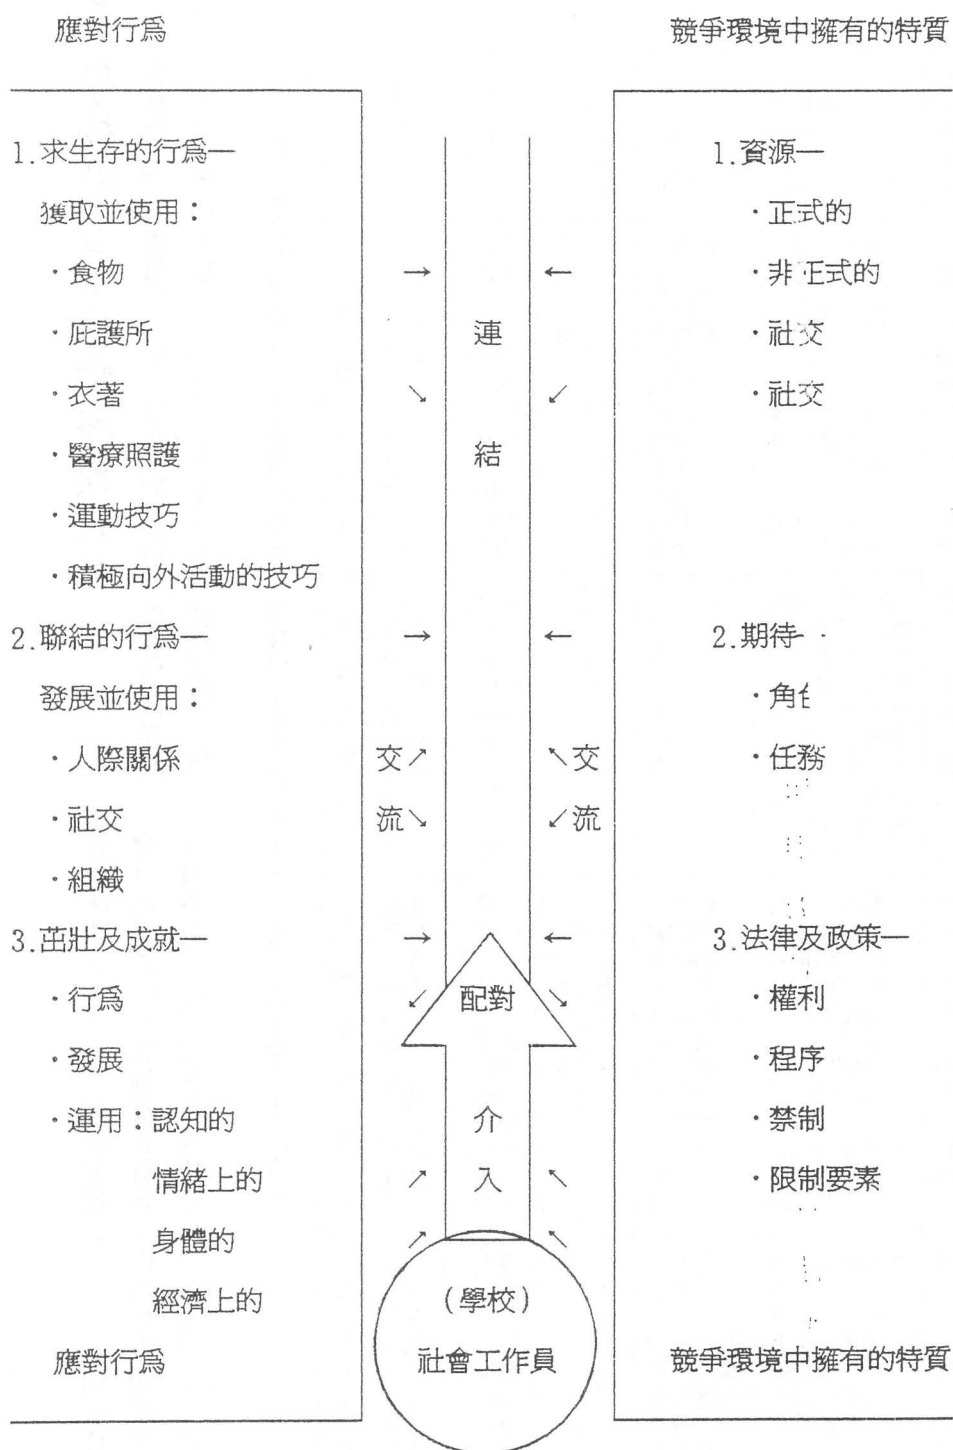 應對行爲
競爭環境中擁有的特質
1.求生存的行爲—
獲取並使用：
・食物
・庇護所
・衣著
・醫療照護
・運動技巧
・積極向外活動的技巧
2.聯結的行爲—
發展並使用：
・人際關係
・社交
・組織
3.茁壯及成就—
・行爲
・發展
・運用：認知的
情緒上的
身體的
經濟上的
應對行爲
→ ←
連
↘ ↙
結
→ ←
交↗ ↖交
流↘ ↙流
→ ←
↙ 配對 ↘
介
↗ 入 ↖
↗ ↖
(學校)
社會工作員
1.資源—
・正式的
・非正式的
・社交
・社交
2.期待-
・角
・任務
3.法律及政策—
・權利
・程序
・禁制
・限制要素
競爭環境中擁有的特質